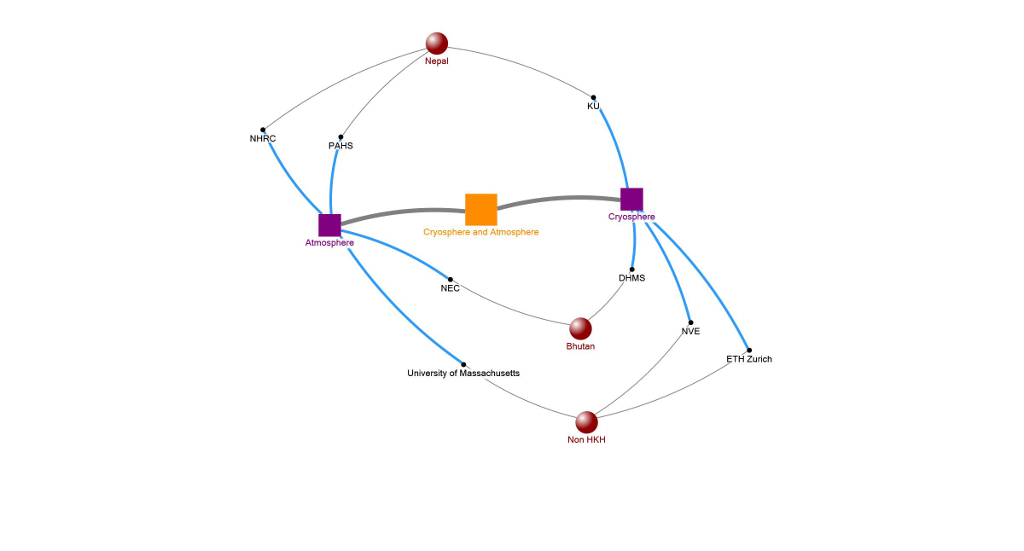 Nepal
KU
NHRC
PAHS
Cryosphere
Cryosphere and Atmosphere
Atmosphere
DHMS
NEC
NVE
Bhutan
ETH Zurich
University of Massachusetts
Non HKH